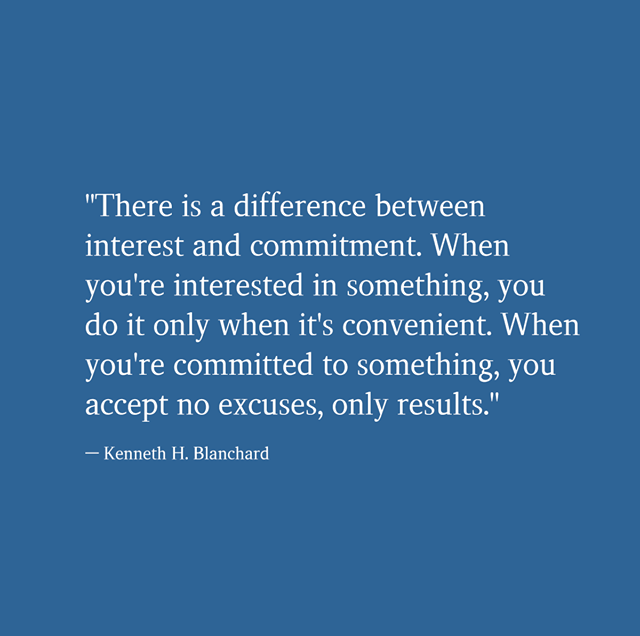 "There is a difference between
interest and commitment. When
you're interested in something, you
do it only when it's convenient. When
you're committed to something, you
accept no excuses, only results."
— Kenneth H. Blanchard